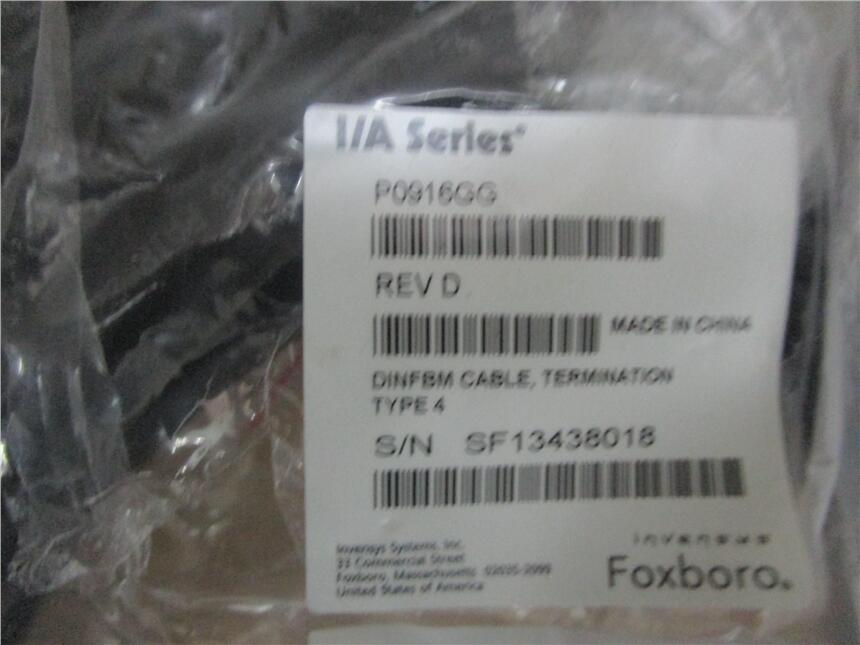 I/A Series®
P0916GG
REV D
MADE IN CHINA
DINFBM CABLE, TERMINATION
TYPE 4
S/N SF13438018
Invensys Systems, Inc.
33 Commercial Street
Foxboro, Massachusetts 02035-2099
United States of America
invensys
Foxboro®